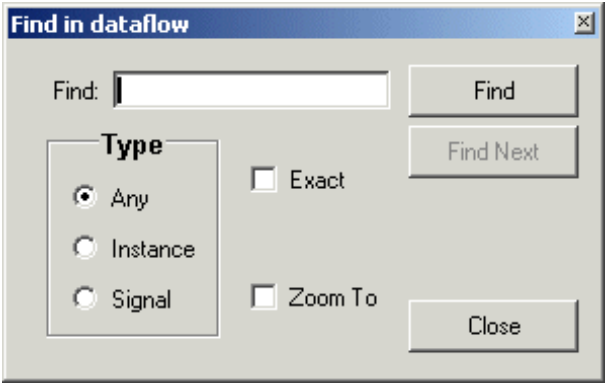 Find in dataflow
Find:
Find
Type
Find Next
Any
Exact
Instance
Signal
Zoom To
Close